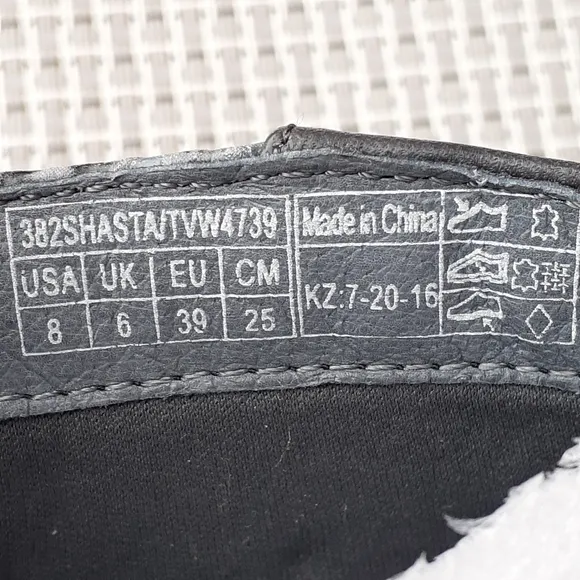 382SHASTA/TVW4739
USA UK EU CM
8 6 39 25
Made in China
KZ:7-20-16